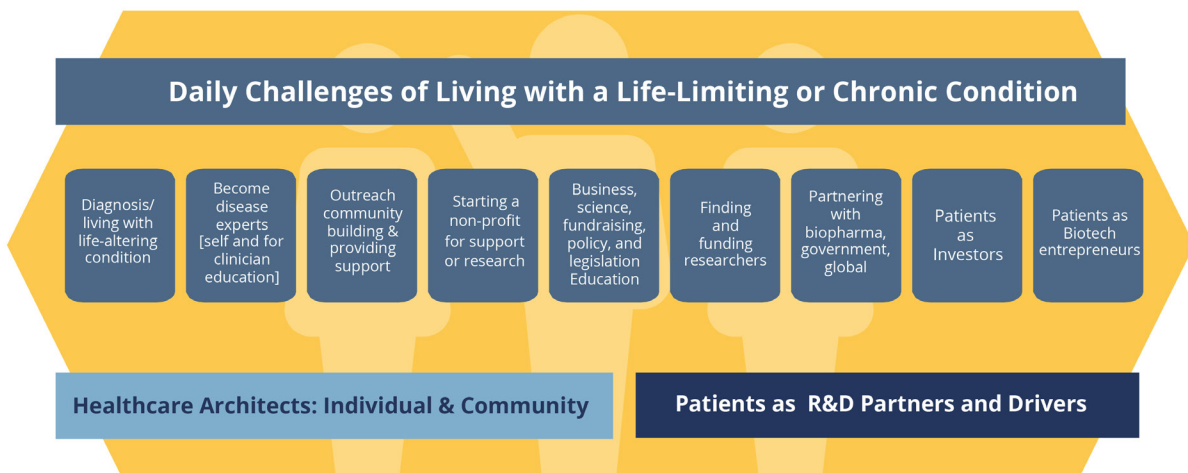 Daily Challenges of Living with a Life-Limiting or Chronic Condition
Diagnosis/
living with
life-altering
condition
Become
disease
experts
[self and for
clinician
education]
Outreach
community
building &
providing
support
Starting a
non-profit
for support
or research
Business,
science,
fundraising,
policy, and
legislation
Education
Finding
and
funding
researchers
Partnering
with
biopharma,
government,
global
Patients
as
Investors
Patients as
Biotech
entrepreneurs
Healthcare Architects: Individual & Community
Patients as R&D Partners and Drivers